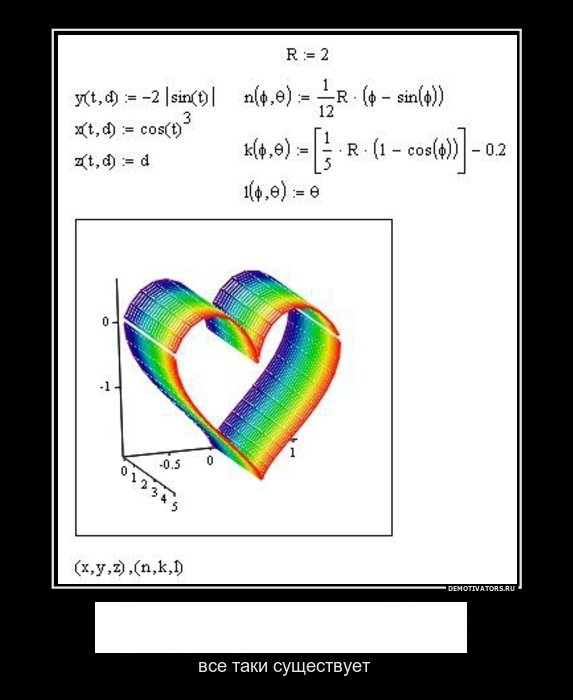 R := 2
y(t,d) := −2 |sin(t)|
x(t,d) := cos(t)³
z(t,d) := d
n(ϕ,θ) := 1/12 R · (ϕ − sin(ϕ))
k(ϕ,θ) := [1/5 · R · (1 − cos(ϕ))] − 0.2
l(ϕ,θ) := θ
0
-1
0
1
2
3
4
5
-0.5
0
1
(x,y,z),(n,k,l)
DEMOTIVATORS.RU
все таки существует